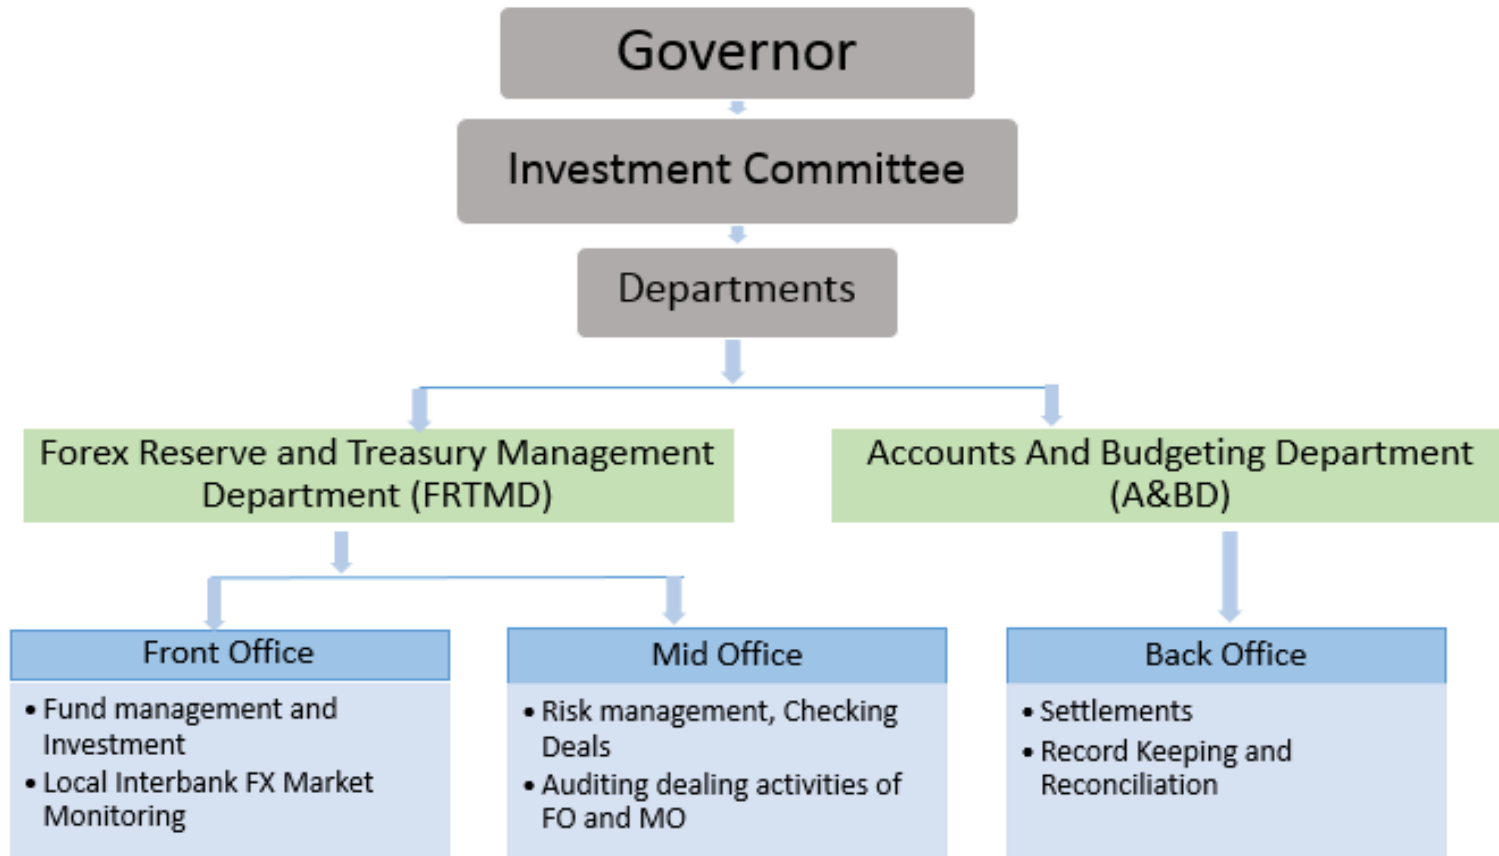 Governor
Investment Committee
Departments
Forex Reserve and Treasury Management
Department (FRTMD)
Accounts And Budgeting Department
(A&BD)
Front Office
• Fund management and
Investment
• Local Interbank FX Market
Monitoring
Mid Office
• Risk management, Checking
Deals
• Auditing dealing activities of
FO and MO
Back Office
• Settlements
• Record Keeping and
Reconciliation